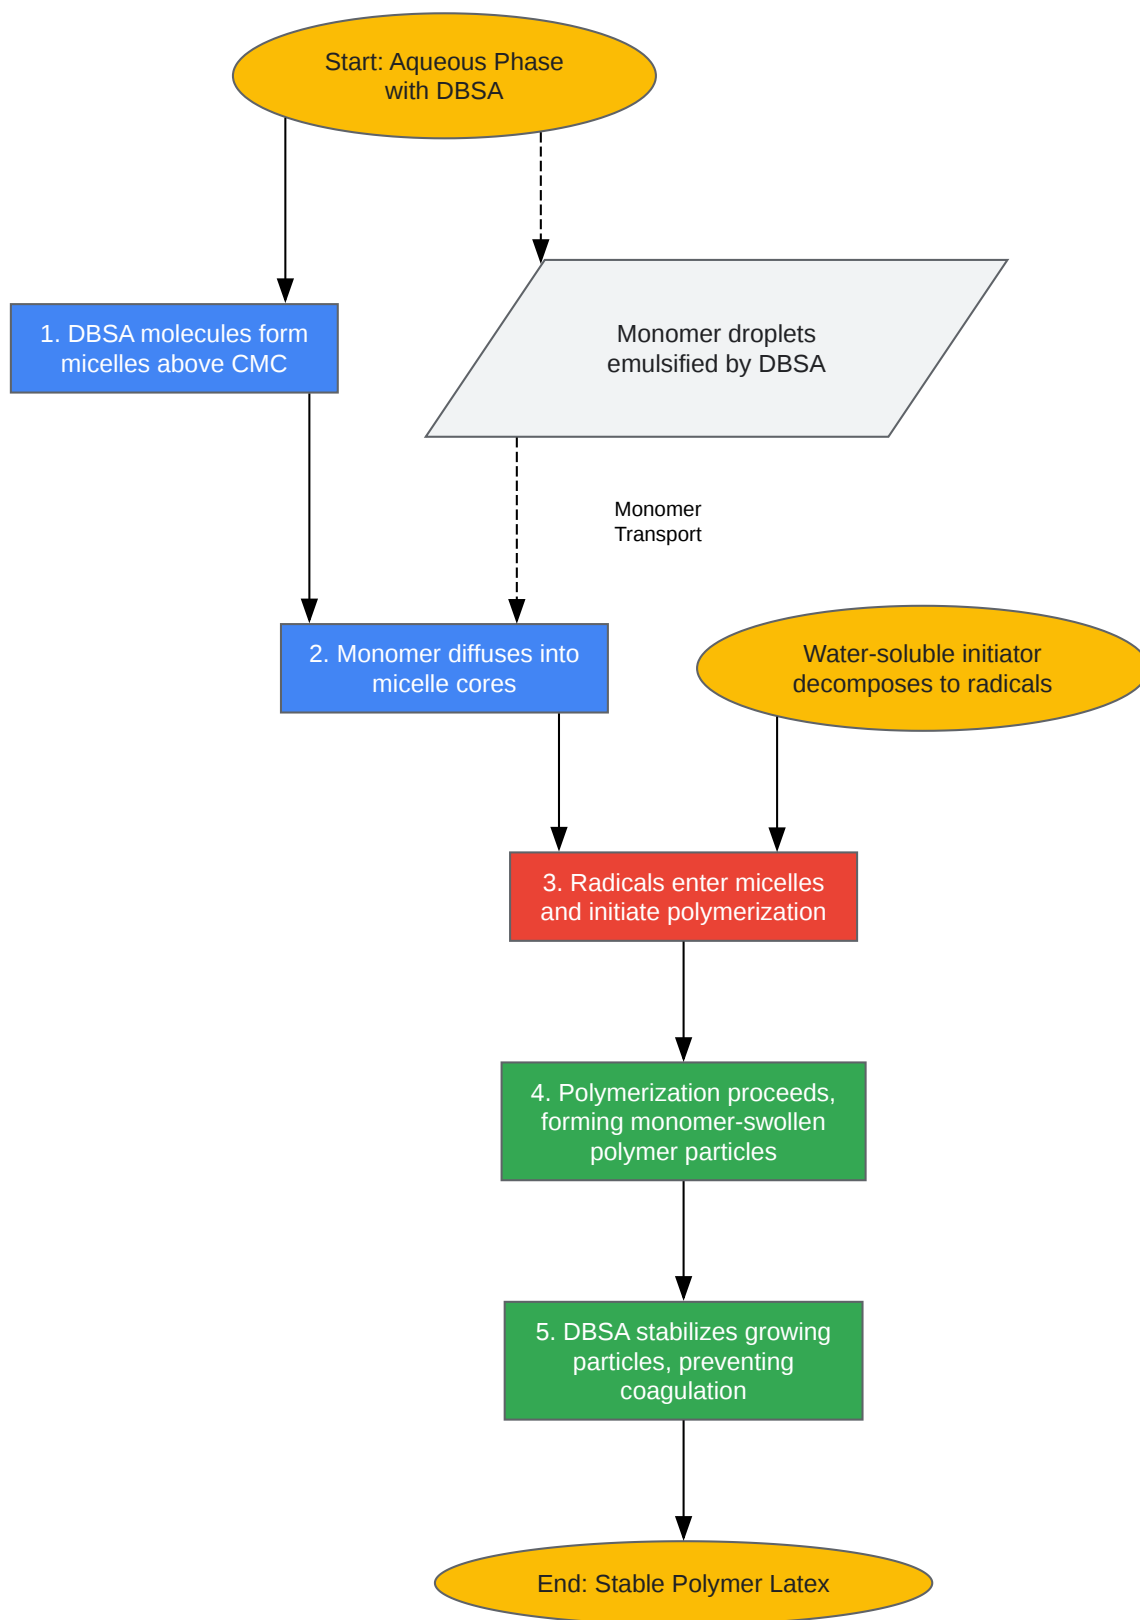 Start: Aqueous Phase
with DBSA
1. DBSA molecules form
micelles above CMC
Monomer droplets
emulsified by DBSA
Monomer
Transport
2. Monomer diffuses into
micelle cores
Water-soluble initiator
decomposes to radicals
3. Radicals enter micelles
and initiate polymerization
4. Polymerization proceeds,
forming monomer-swollen
polymer particles
5. DBSA stabilizes growing
particles, preventing
coagulation
End: Stable Polymer Latex